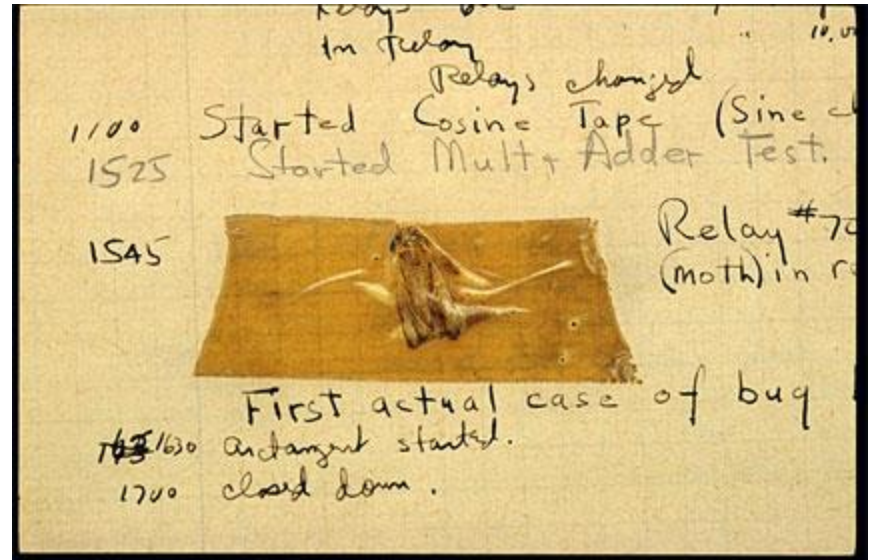 In relay
Relays changed
1100 Started Cosine Tape (Sine
1525 Started Mult+ Adder Test.
1545 Relay #70
(moth) in r
First actual case of bug
1630 arctangent started.
1700 closed down.